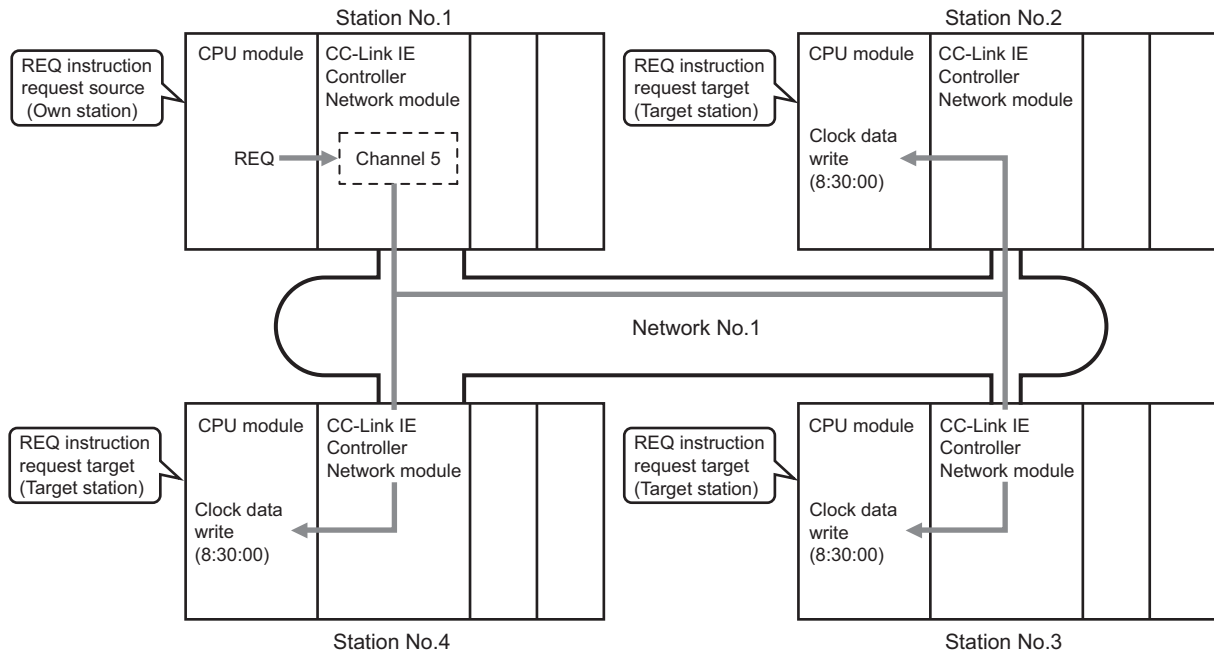 Station No.1
REQ instruction
request source
(Own station)
CPU module
CC-Link IE
Controller
Network module
REQ
Channel 5
Station No.2
REQ instruction
request target
(Target station)
CPU module
CC-Link IE
Controller
Network module
Clock data
write
(8:30:00)
Network No.1
REQ instruction
request target
(Target station)
CPU module
CC-Link IE
Controller
Network module
Clock data
write
(8:30:00)
Station No.4
REQ instruction
request target
(Target station)
CPU module
CC-Link IE
Controller
Network module
Clock data
write
(8:30:00)
Station No.3